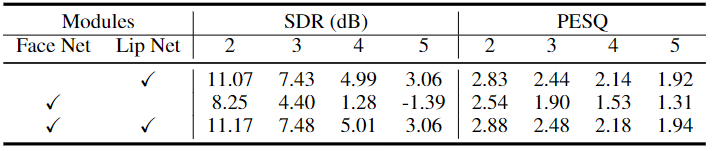 Modules SDR (dB) PESQ
Face Net Lip Net 2 3 4 5 2 3 4 5
✓ 11.07 7.43 4.99 3.06 2.83 2.44 2.14 1.92
✓ 8.25 4.40 1.28 -1.39 2.54 1.90 1.53 1.31
✓ ✓ 11.17 7.48 5.01 3.06 2.88 2.48 2.18 1.94